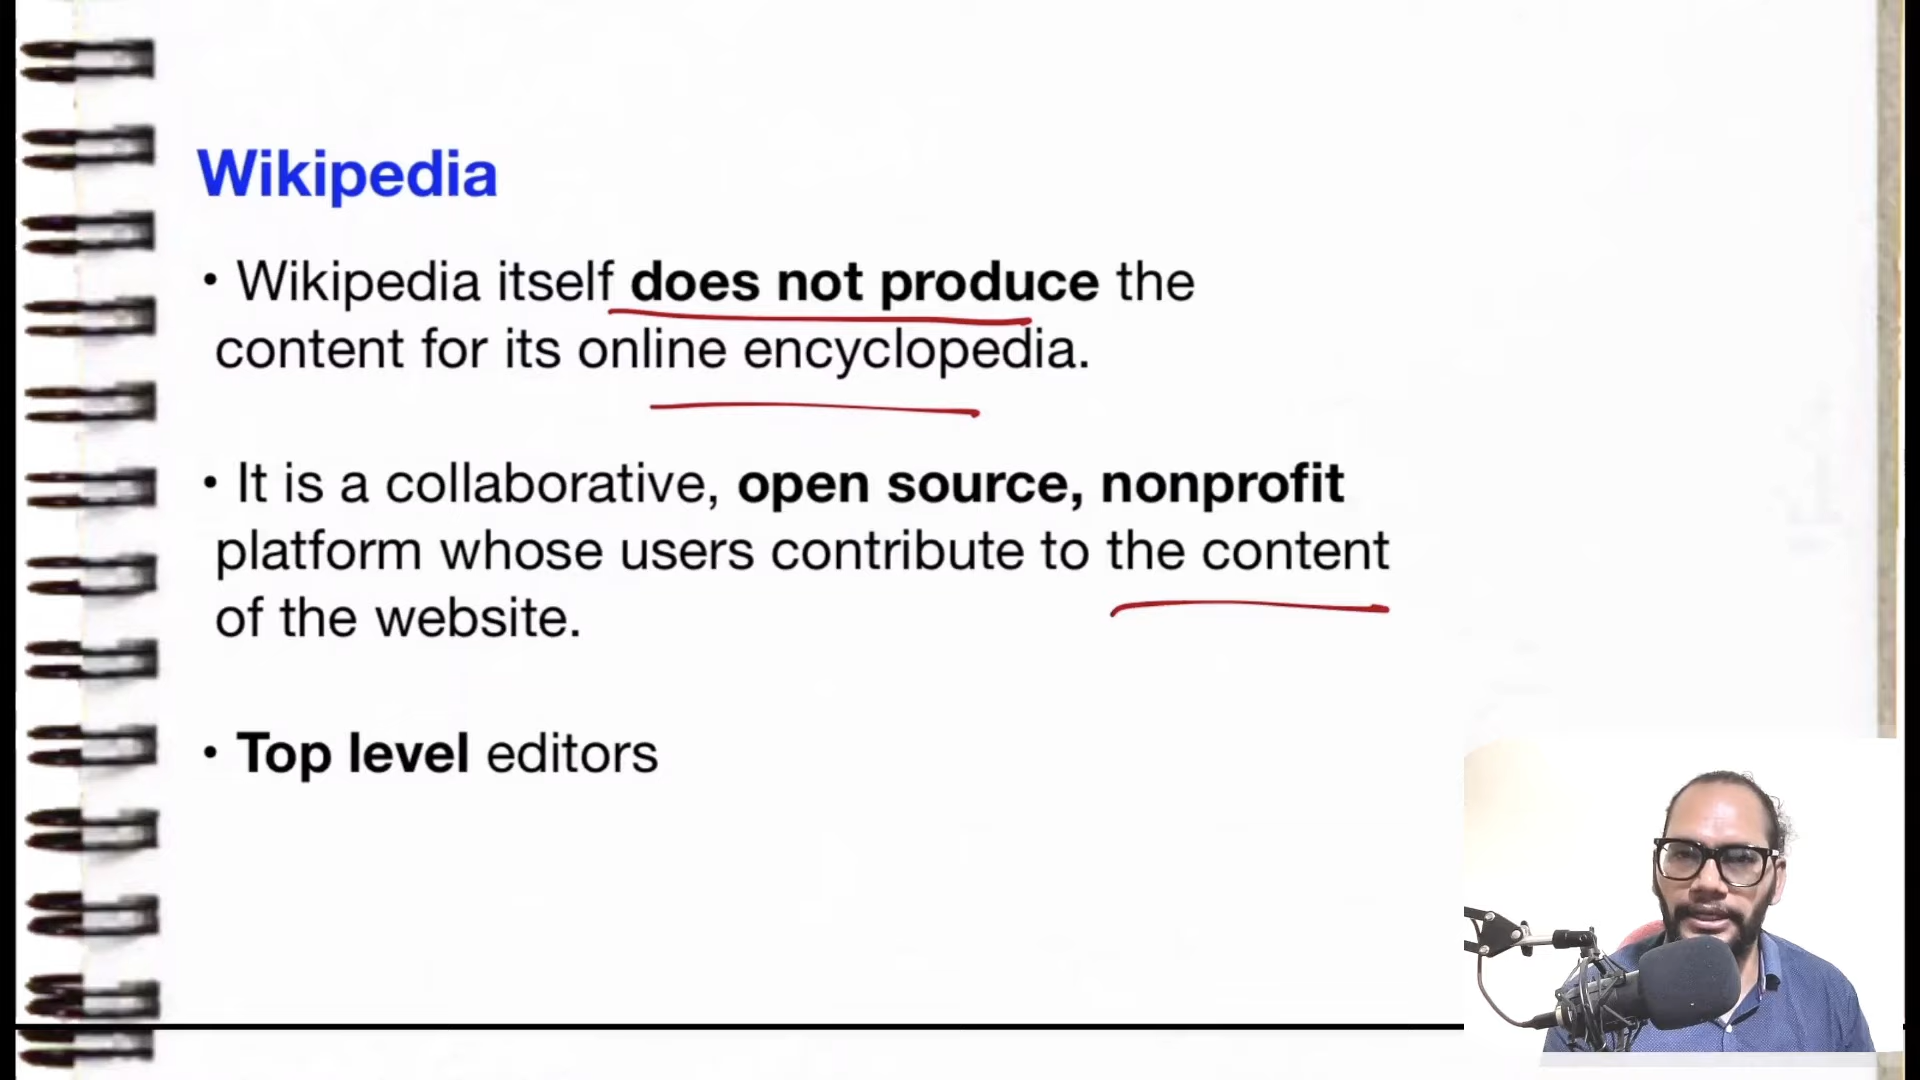 Wikipedia
• Wikipedia itself does not produce the
content for its online encyclopedia.
• It is a collaborative, open source, nonprofit
platform whose users contribute to the content
of the website.
• Top level editors